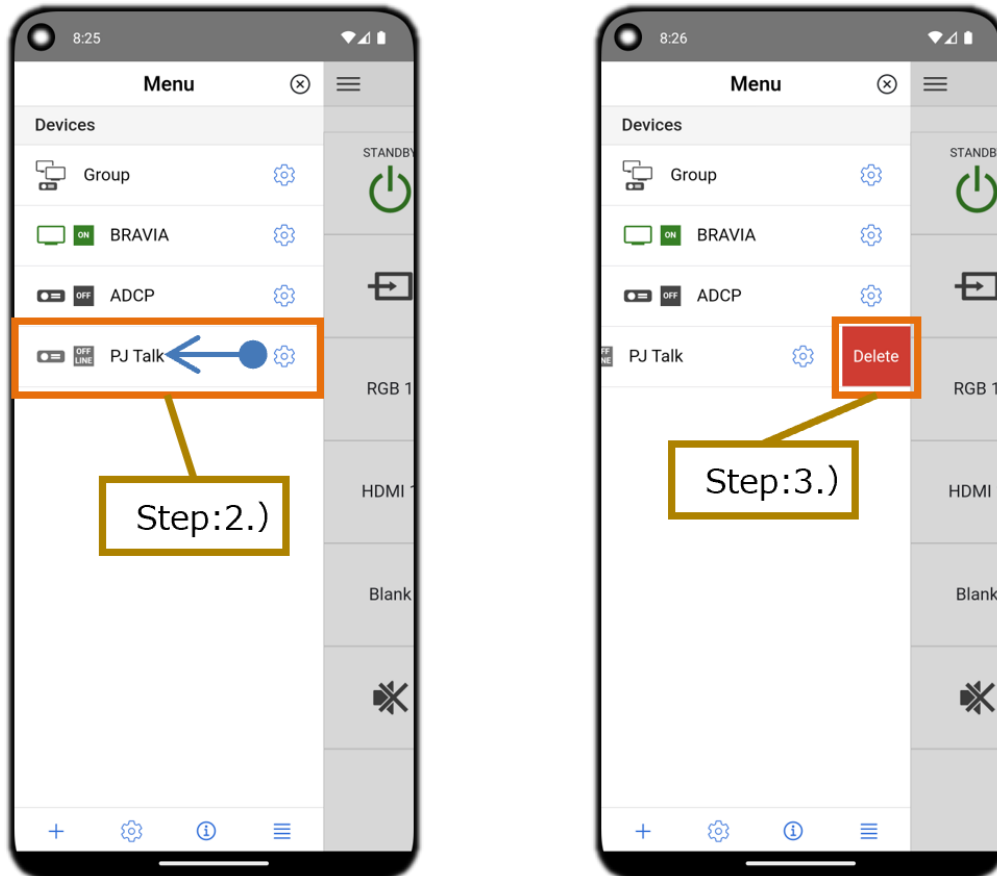 8:25
Menu
Devices
Group
ON BRAVIA
OFF ADCP
OFF LINE PJ Talk
STANDBY
RGB 1
HDMI 1
Blank
Step:2.)
8:26
Menu
Devices
Group
ON BRAVIA
OFF ADCP
PJ Talk
Delete
STANDB
RGB 1
HDMI
Blank
Step:3.)